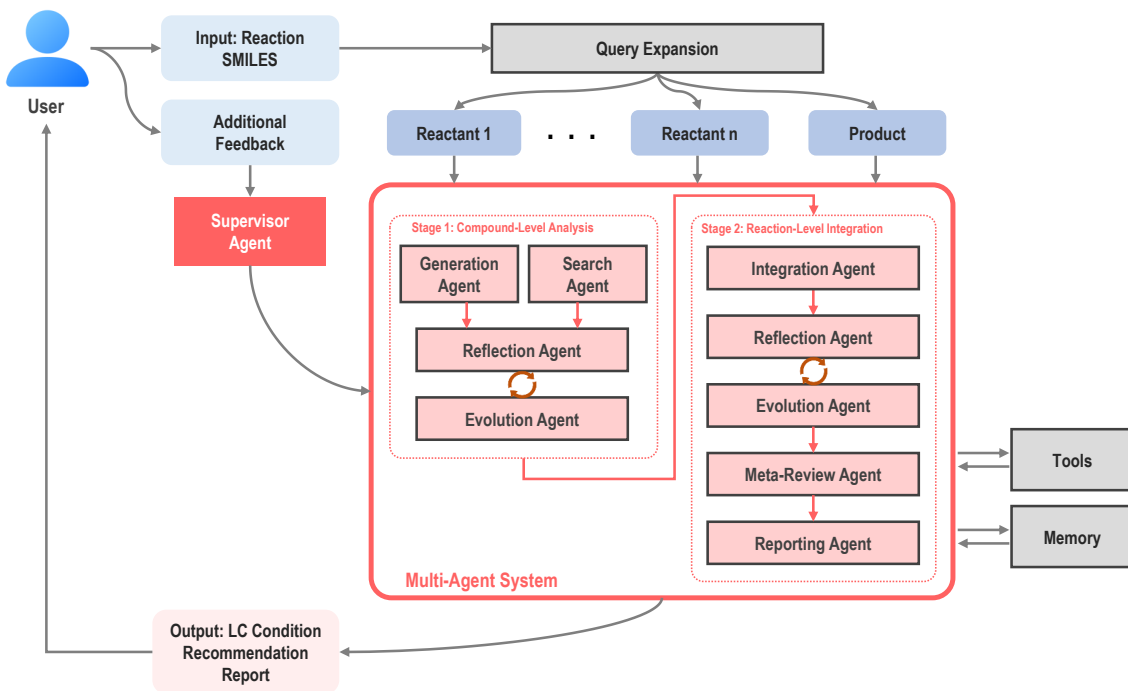 User
Input: Reaction
SMILES
Additional
Feedback
Supervisor
Agent
Query Expansion
Reactant 1
. . .
Reactant n
Product
Stage 1: Compound-Level Analysis
Generation
Agent
Search
Agent
Reflection Agent
Evolution Agent
Stage 2: Reaction-Level Integration
Integration Agent
Reflection Agent
Evolution Agent
Meta-Review Agent
Reporting Agent
Multi-Agent System
Tools
Memory
Output: LC Condition
Recommendation
Report